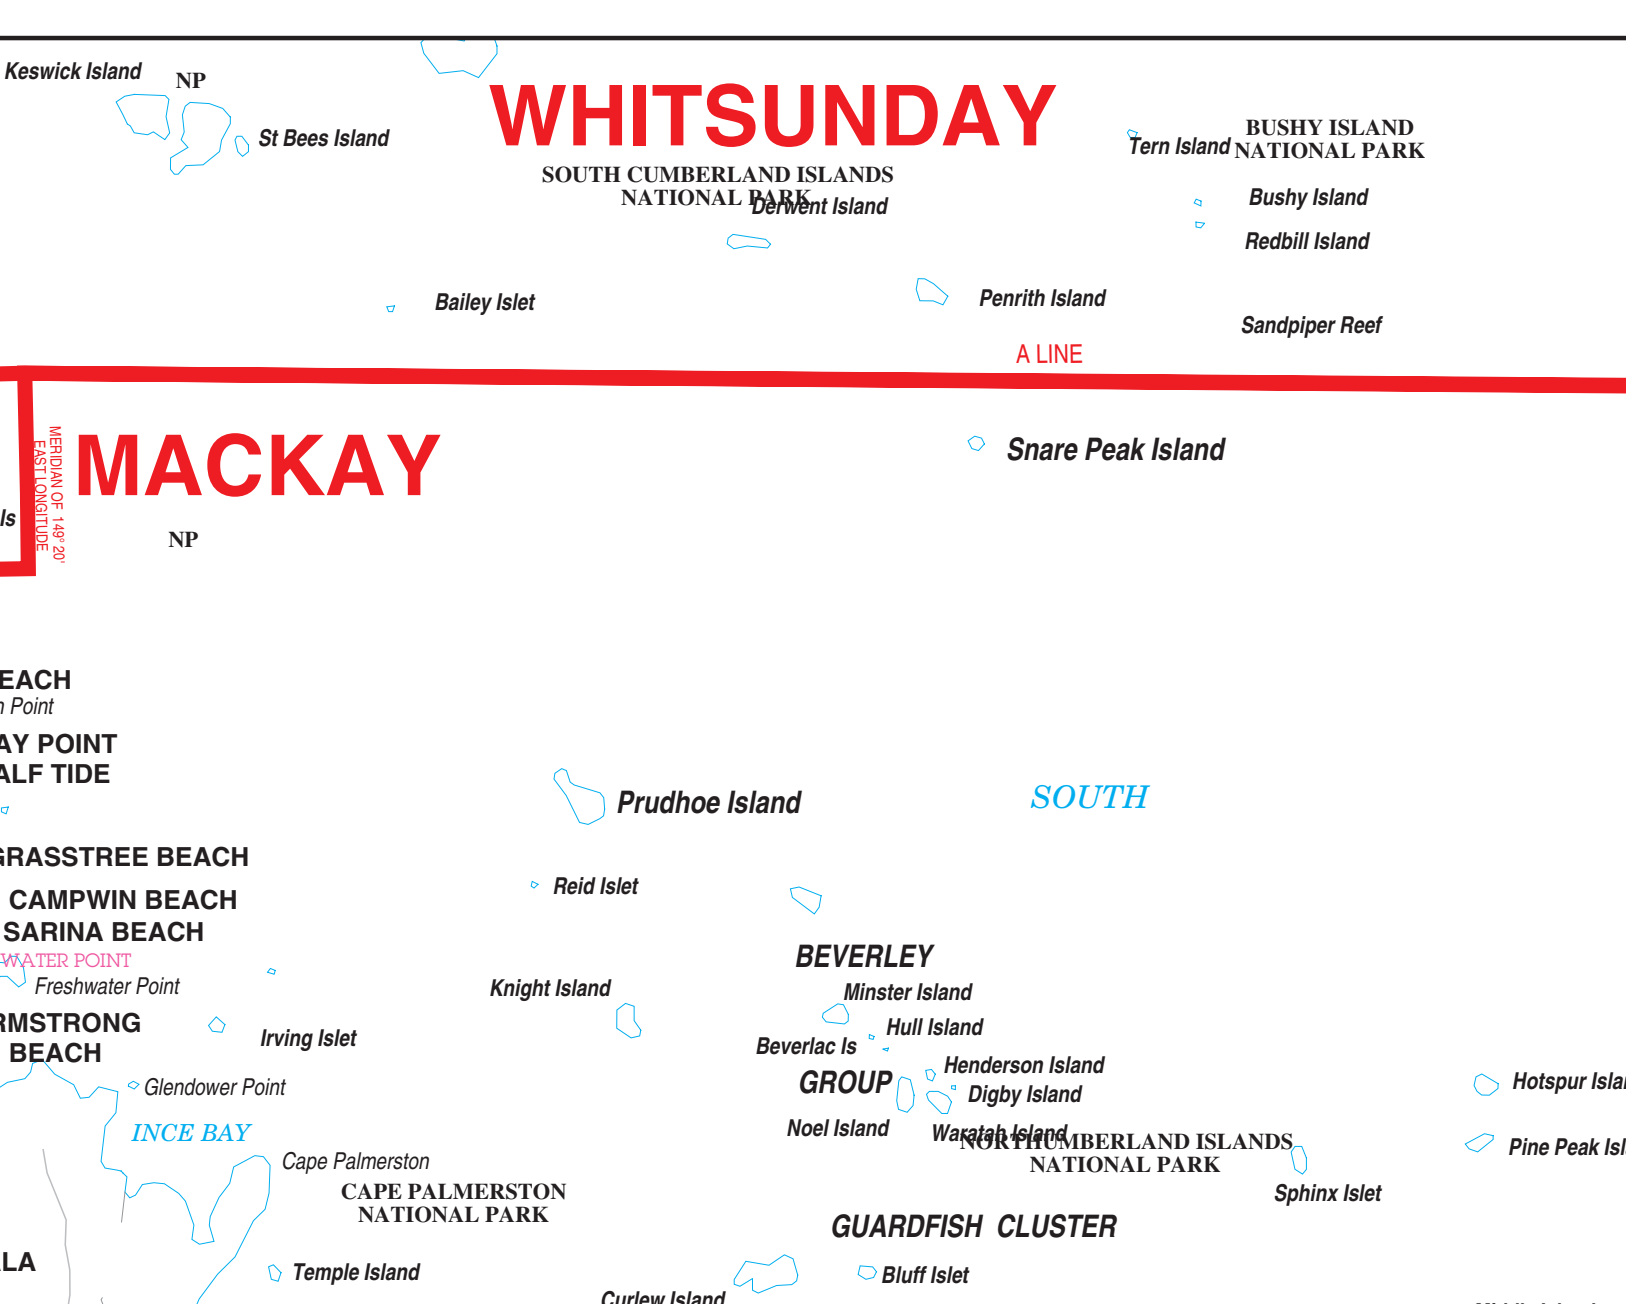 Keswick Island
NP
St Bees Island
WHITSUNDAY
SOUTH CUMBERLAND ISLANDS
NATIONAL PARK
Derwent Island
Tern Island
BUSHY ISLAND
NATIONAL PARK
Bushy Island
Redbill Island
Bailey Islet
Penrith Island
Sandpiper Reef
A LINE
MERIDIAN OF 149° 20'
EAST LONGITUDE
MACKAY
Snare Peak Island
ls
NP
EACH
Point
AY POINT
ALF TIDE
Prudhoe Island
SOUTH
GRASSTREE BEACH
Reid Islet
CAMPWIN BEACH
SARINA BEACH
WATER POINT
Freshwater Point
BEVERLEY
Knight Island
Minster Island
RMSTRONG
BEACH
Irving Islet
Hull Island
Beverlac Is
Henderson Island
GROUP
Digby Island
Glendower Point
Hotspur Islan
INCE BAY
Noel Island
Waratah Island
NORTHUMBERLAND ISLANDS
NATIONAL PARK
Pine Peak Isl
Cape Palmerston
CAPE PALMERSTON
NATIONAL PARK
Sphinx Islet
GUARDFISH CLUSTER
LA
Temple Island
Bluff Islet
Curlew Island